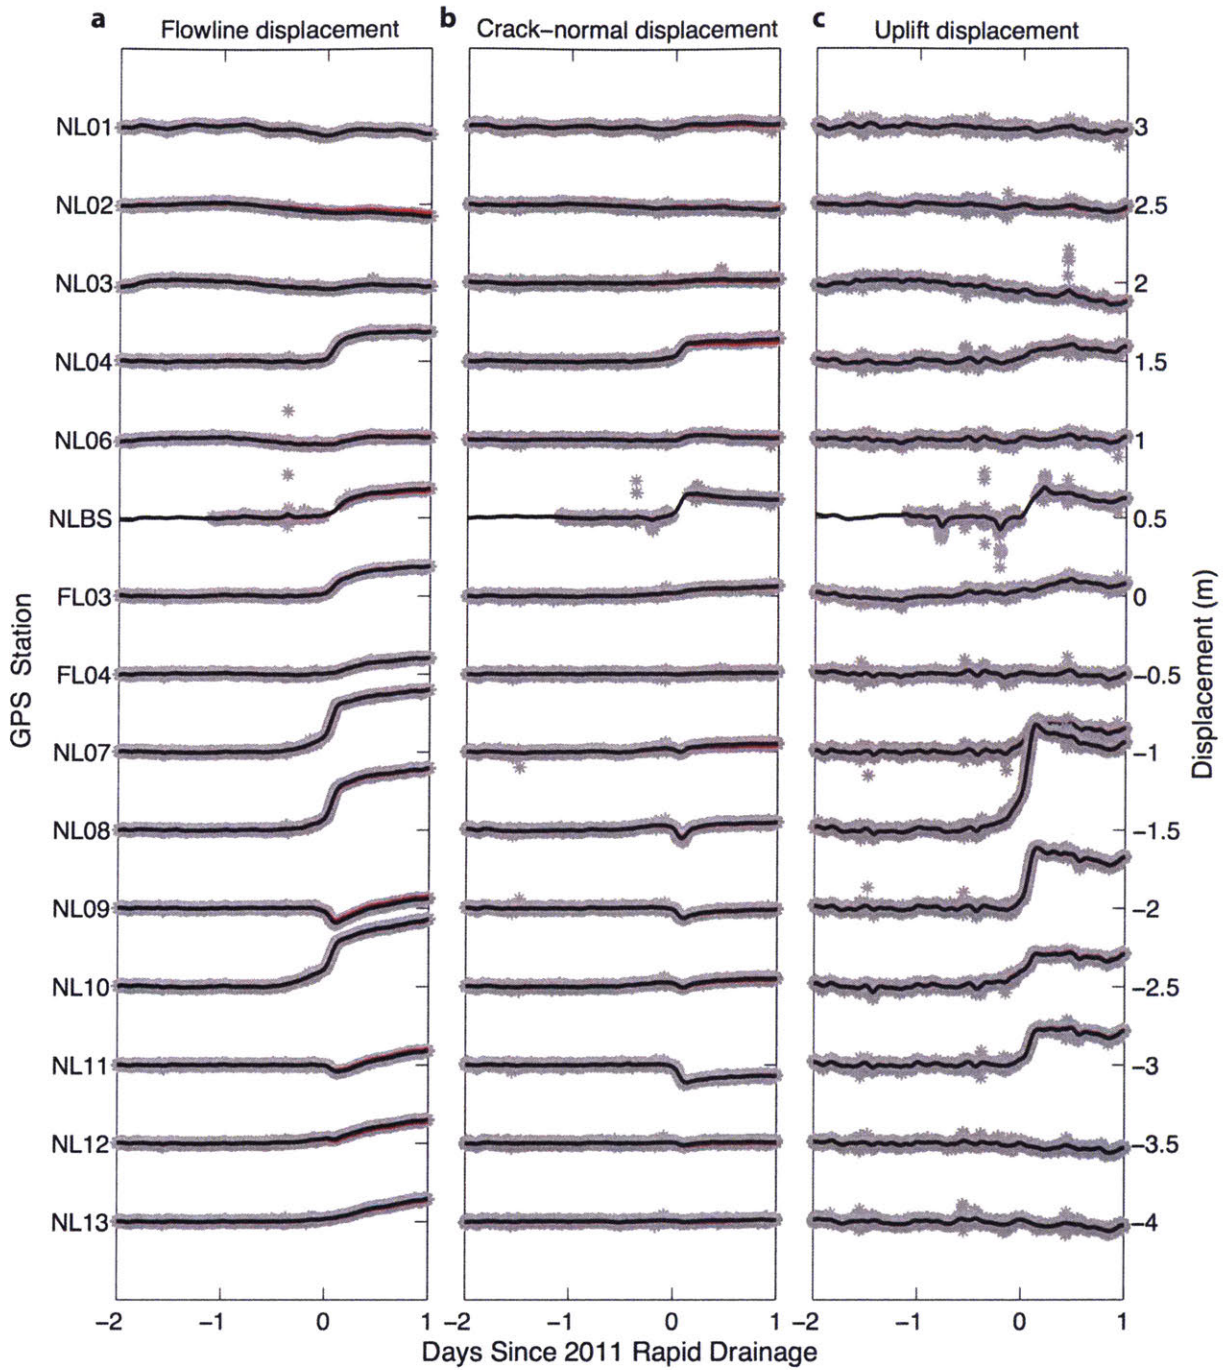 a Flowline displacement
b Crack-normal displacement
c Uplift displacement
NL01
NL02
NL03
NL04
NL06
NLBS
FL03
FL04
NL07
NL08
NL09
NL10
NL11
NL12
NL13
GPS Station
3
2.5
2
1.5
1
0.5
0
-0.5
-1
-1.5
-2
-2.5
-3
-3.5
-4
Displacement (m)
-2 -1 0 1
-2 -1 0 1
-2 -1 0 1
Days Since 2011 Rapid Drainage